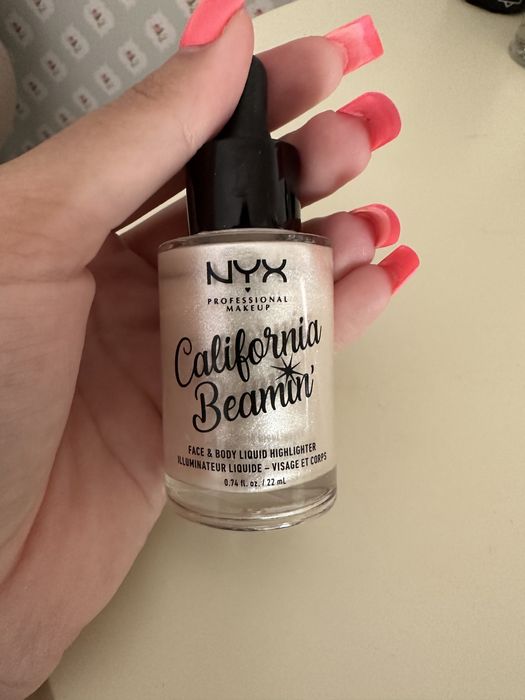 NYX
PROFESSIONAL
MAKEUP
California
Beamin'
FACE & BODY LIQUID HIGHLIGHTER
ILLUMINATEUR LIQUIDE – VISAGE ET CORPS
0.74 fl. oz. / 22 mL